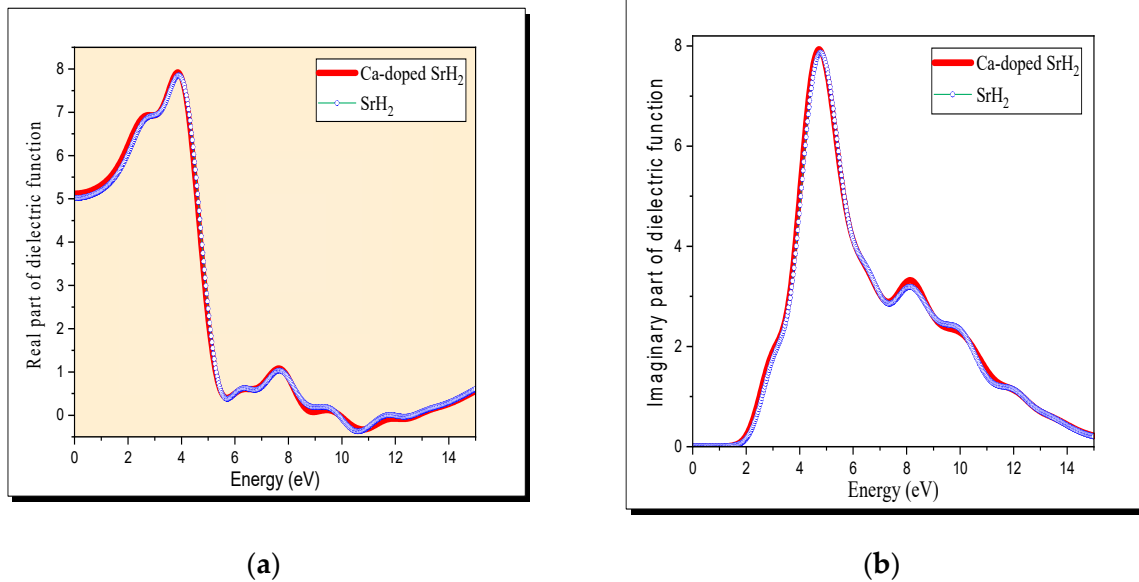 Real part of dielectric function
8
7
6
5
4
3
2
1
0
0 2 4 6 8 10 12 14
Energy (eV)
Ca-doped SrH₂
SrH₂
(a)
Imaginary part of dielectric function
8
6
4
2
0
0 2 4 6 8 10 12 14
Energy (eV)
Ca-doped SrH₂
SrH₂
(b)